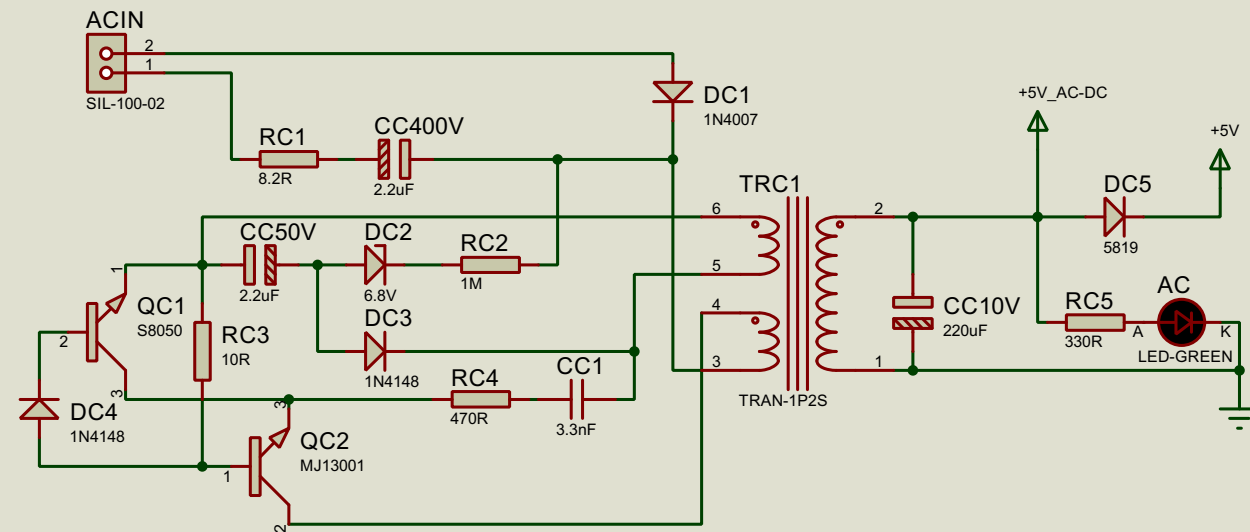 ACIN
2
1
SIL-100-02
DC1
1N4007
RC1
8.2R
CC400V
2.2uF
+5V_AC-DC
+5V
TRC1
6
5
4
3
2
1
TRAN-1P2S
CC50V
2.2uF
DC2
6.8V
RC2
1M
DC5
5819
1
QC1
S8050
2
3
RC3
10R
DC3
1N4148
CC10V
220uF
RC5
330R
AC
A
K
LED-GREEN
DC4
1N4148
RC4
470R
CC1
3.3nF
3
QC2
MJ13001
1
2